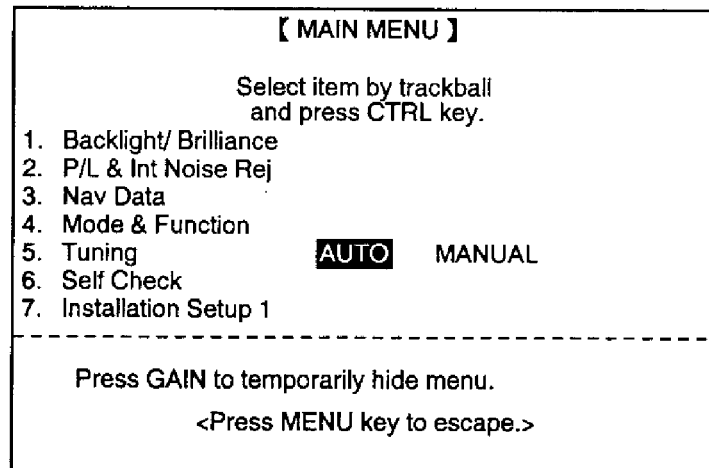 【 MAIN MENU 】
Select item by trackball
and press CTRL key.
1. Backlight/ Brilliance
2. P/L & Int Noise Rej
3. Nav Data
4. Mode & Function
5. Tuning AUTO MANUAL
6. Self Check
7. Installation Setup 1
Press GAIN to temporarily hide menu.
<Press MENU key to escape.>